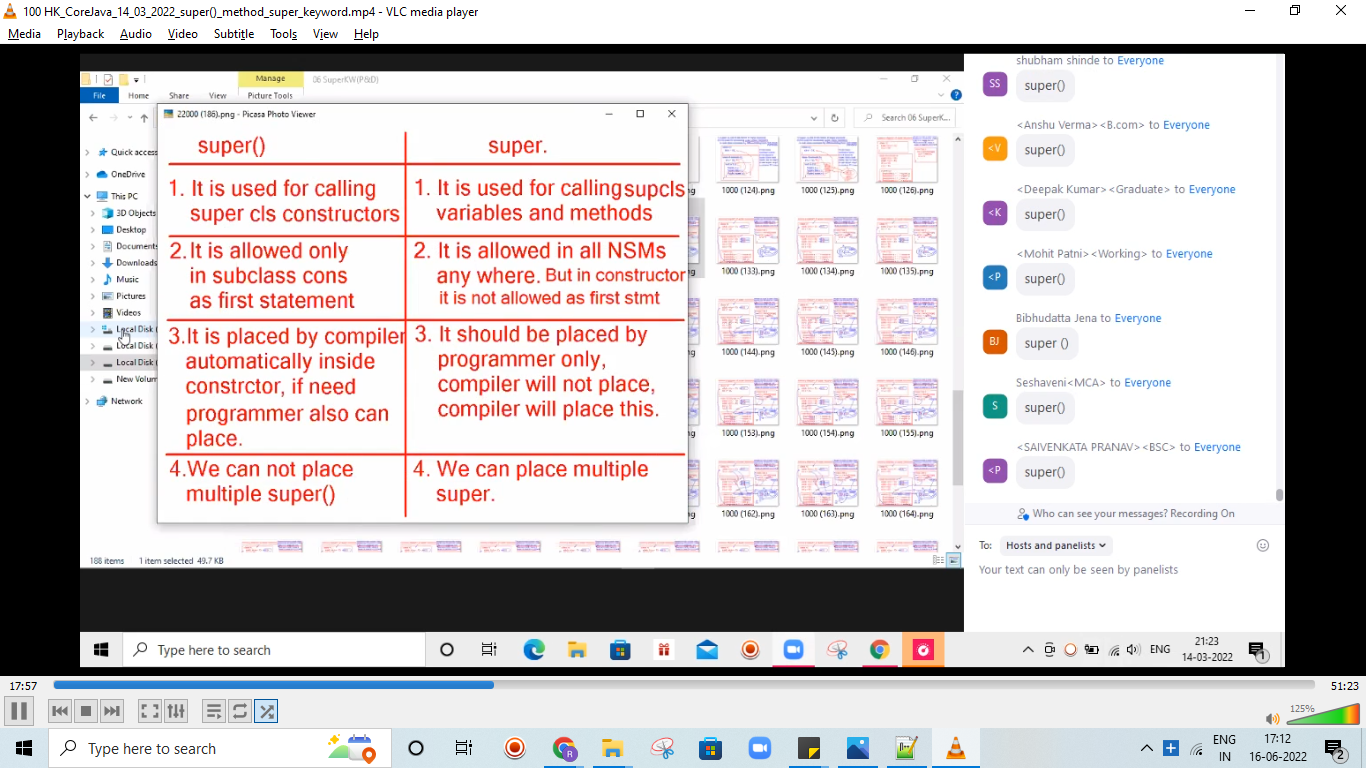 100 HK_CoreJava_14_03_2022_super()_method_super_keyword.mp4 - VLC media player
Media Playback Audio Video Subtitle Tools View Help
Manage
06 SuperKW(P&D)
File Home Share View Picture Tools
22000 (186).png - Picasa Photo Viewer
Search 06 SuperK...
Quick access
OneDrive
This PC
3D Objects
Desktop
Documents
Downloads
Music
Pictures
Videos
Local Disk (
Local Disk (
Local Disk (
New Volum
Network
super()
super.
1. It is used for calling
super cls constructors
1. It is used for calling supcls
variables and methods
2. It is allowed only
in subclass cons
as first statement
2. It is allowed in all NSMs
any where. But in constructor
it is not allowed as first stmt
3.It is placed by compiler
automatically inside
constrctor, if need
programmer also can
place.
3. It should be placed by
programmer only,
compiler will not place,
compiler will place this.
4.We can not place
multiple super()
4. We can place multiple
super.
1000 (124).png 1000 (125).png 1000 (126).png
1000 (133).png 1000 (134).png 1000 (135).png
1000 (144).png 1000 (145).png 1000 (146).png
1000 (153).png 1000 (154).png 1000 (155).png
1000 (162).png 1000 (163).png 1000 (164).png
188 items 1 item selected 49.7 KB
shubham shinde to Everyone
SS
super()
<Anshu Verma><B.com> to Everyone
<V
super()
<Deepak Kumar><Graduate> to Everyone
<K
super()
<Mohit Patni><Working> to Everyone
<P
super()
Bibhudatta Jena to Everyone
BJ
super ()
Seshaveni<MCA> to Everyone
S
super()
<SAIVENKATA PRANAV><BSC> to Everyone
<P
super()
Who can see your messages? Recording On
To: Hosts and panelists
Your text can only be seen by panelists
Type here to search
ENG
21:23
14-03-2022
1
17:57
51:23
125%
Type here to search
ENG
IN
17:12
16-06-2022
2